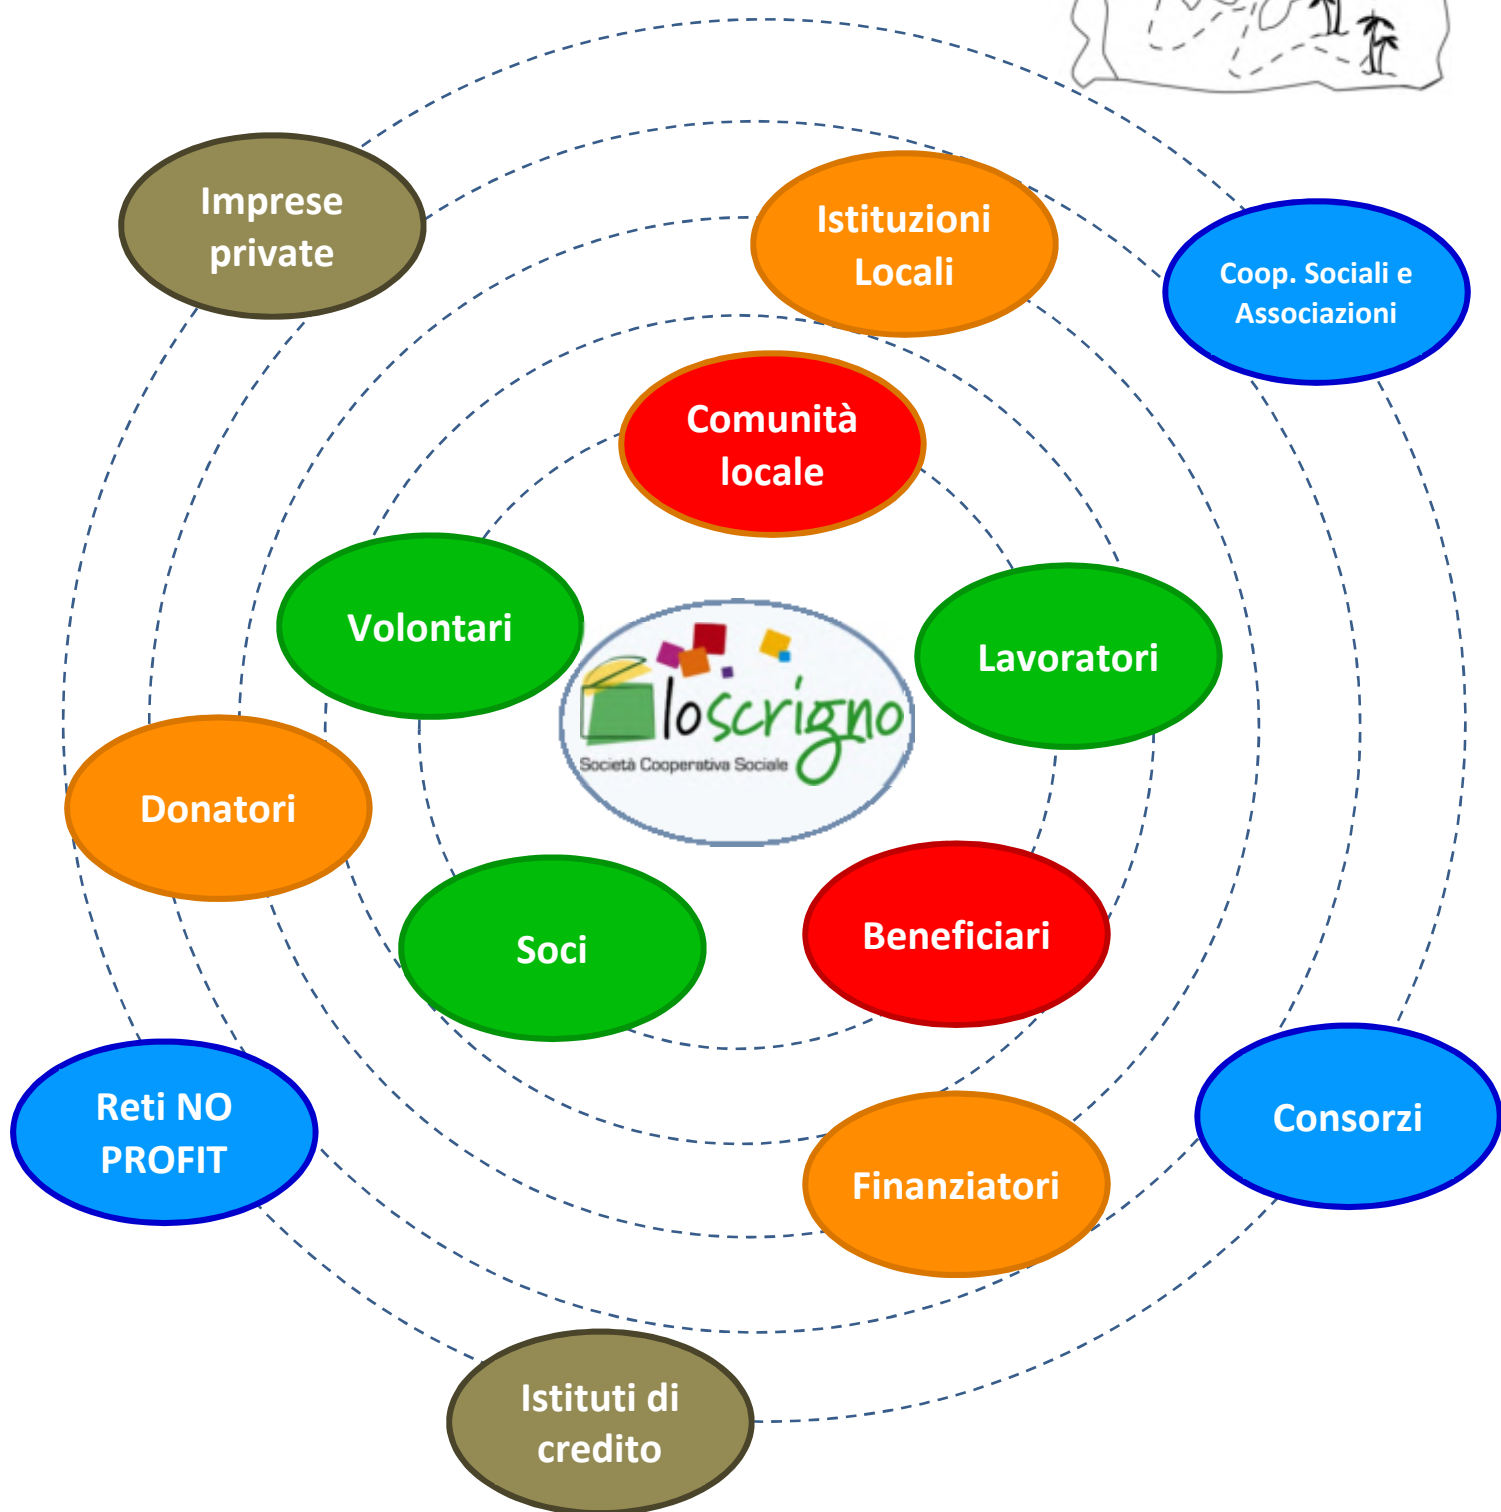 Imprese
private
Istituzioni
Locali
Coop. Sociali e
Associazioni
Comunità
locale
Volontari
Lavoratori
loscrigno
Società Cooperativa Sociale
Donatori
Soci
Beneficiari
Reti NO
PROFIT
Consorzi
Finanziatori
Istituti di
credito